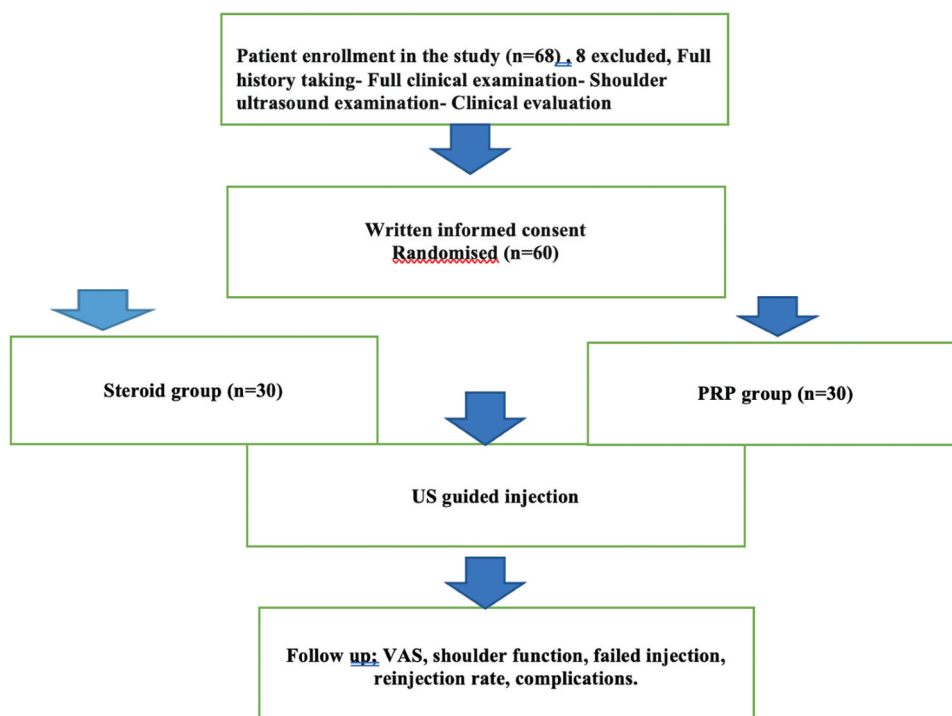 Patient enrollment in the study (n=68) , 8 excluded, Full
history taking- Full clinical examination- Shoulder
ultrasound examination- Clinical evaluation
Written informed consent
Randomised (n=60)
Steroid group (n=30)
PRP group (n=30)
US guided injection
Follow up; VAS, shoulder function, failed injection,
reinjection rate, complications.